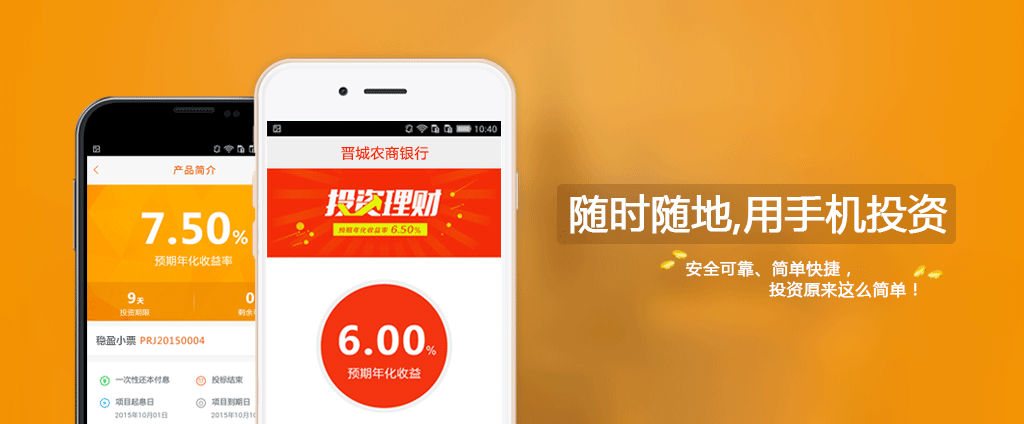 产品简介
7.50%
预期年化收益率
9天
投资期限
0
剩余
稳盈小票 PRJ20150004
一次性还本付息
投标结束
项目起息日
2015年10月01日
项目到期日
2015年10月
10:40
晋城农商银行
投资理财
预期年化收益率 6.50%
6.00%
预期年化收益
随时随地,用手机投资
安全可靠、简单快捷，
投资原来这么简单！